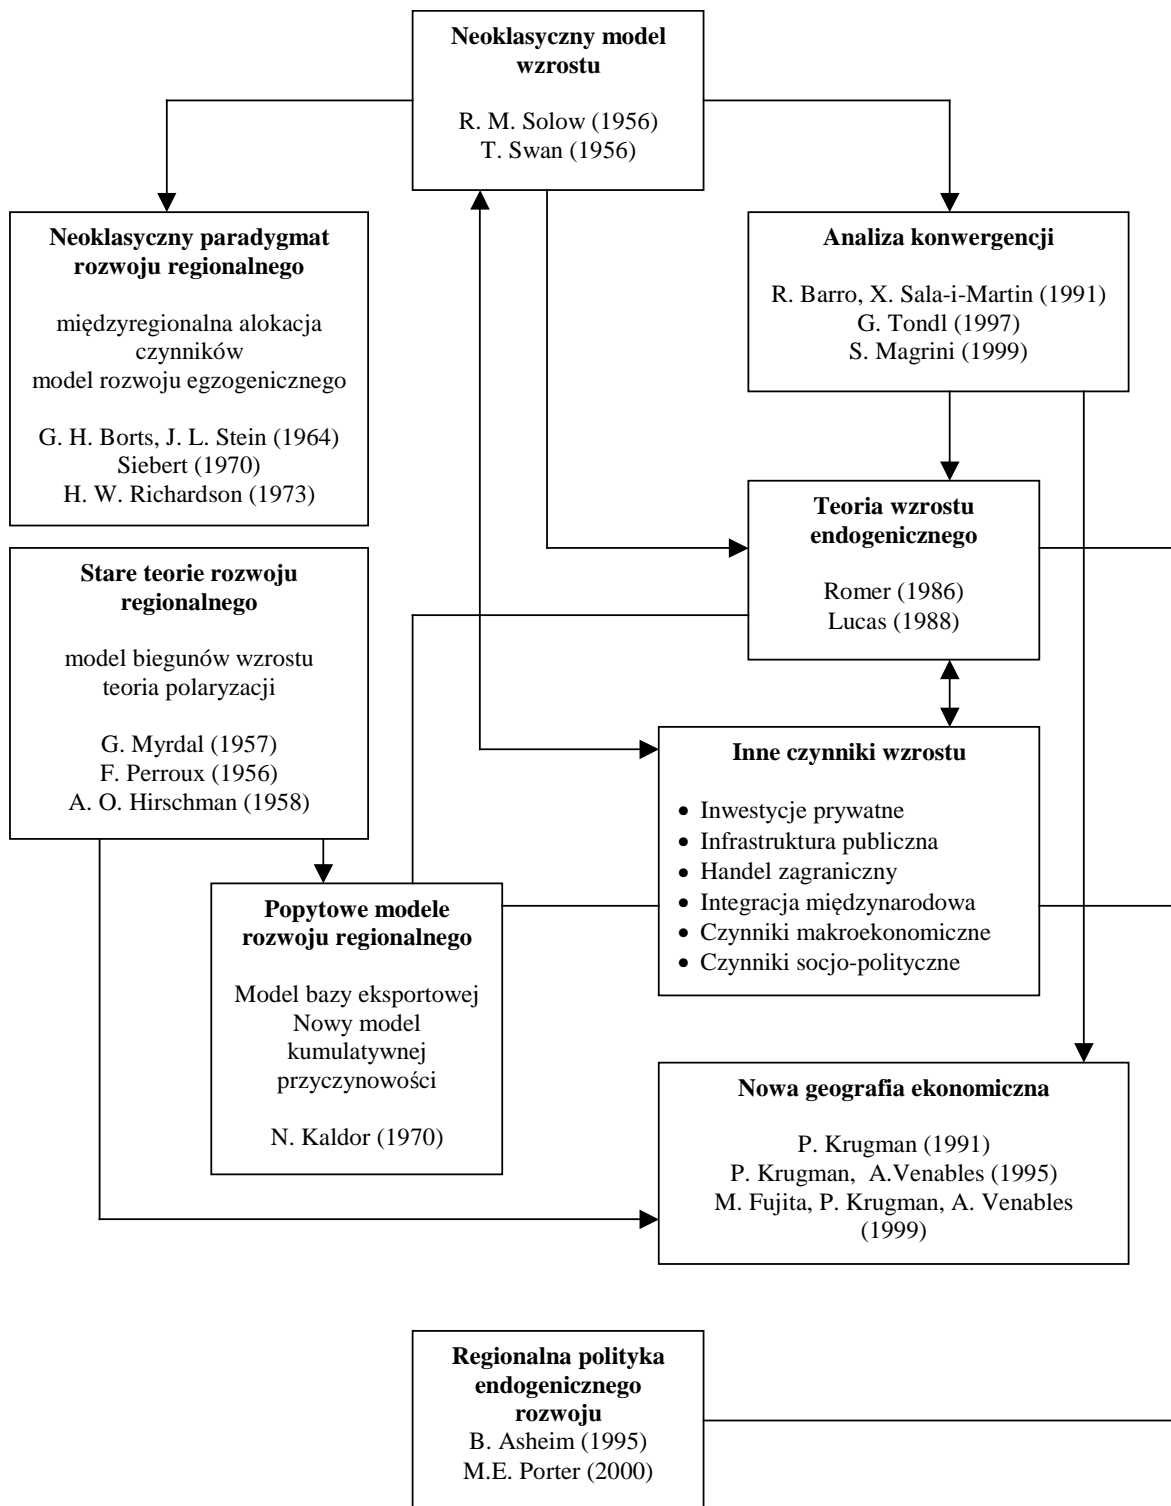 Neoklasyczny model
wzrostu
R. M. Solow (1956)
T. Swan (1956)
Neoklasyczny paradygmat
rozwoju regionalnego
międzyregionalna alokacja
czynników
model rozwoju egzogenicznego
G. H. Borts, J. L. Stein (1964)
Siebert (1970)
H. W. Richardson (1973)
Analiza konwergencji
R. Barro, X. Sala-i-Martin (1991)
G. Tondl (1997)
S. Magrini (1999)
Teoria wzrostu
endogenicznego
Romer (1986)
Lucas (1988)
Stare teorie rozwoju
regionalnego
model biegunów wzrostu
teoria polaryzacji
G. Myrdal (1957)
F. Perroux (1956)
A. O. Hirschman (1958)
Inne czynniki wzrostu
• Inwestycje prywatne
• Infrastruktura publiczna
• Handel zagraniczny
• Integracja międzynarodowa
• Czynniki makroekonomiczne
• Czynniki socjo-polityczne
Popytowe modele
rozwoju regionalnego
Model bazy eksportowej
Nowy model
kumulatywnej
przyczynowości
N. Kaldor (1970)
Nowa geografia ekonomiczna
P. Krugman (1991)
P. Krugman, A.Venables (1995)
M. Fujita, P. Krugman, A. Venables
(1999)
Regionalna polityka
endogenicznego
rozwoju
B. Asheim (1995)
M.E. Porter (2000)